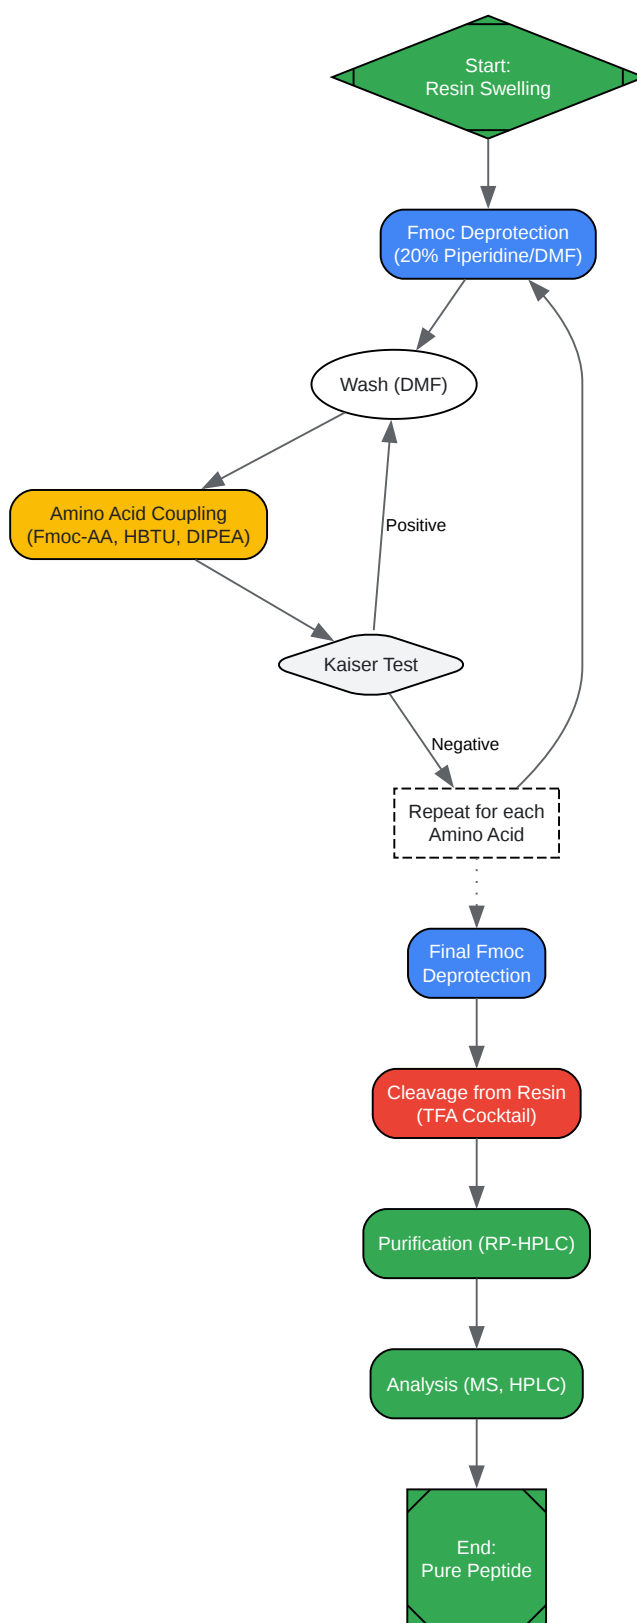 Start:
Resin Swelling
Fmoc Deprotection
(20% Piperidine/DMF)
Wash (DMF)
Amino Acid Coupling
(Fmoc-AA, HBTU, DIPEA)
Positive
Kaiser Test
Negative
Repeat for each
Amino Acid
Final Fmoc
Deprotection
Cleavage from Resin
(TFA Cocktail)
Purification (RP-HPLC)
Analysis (MS, HPLC)
End:
Pure Peptide